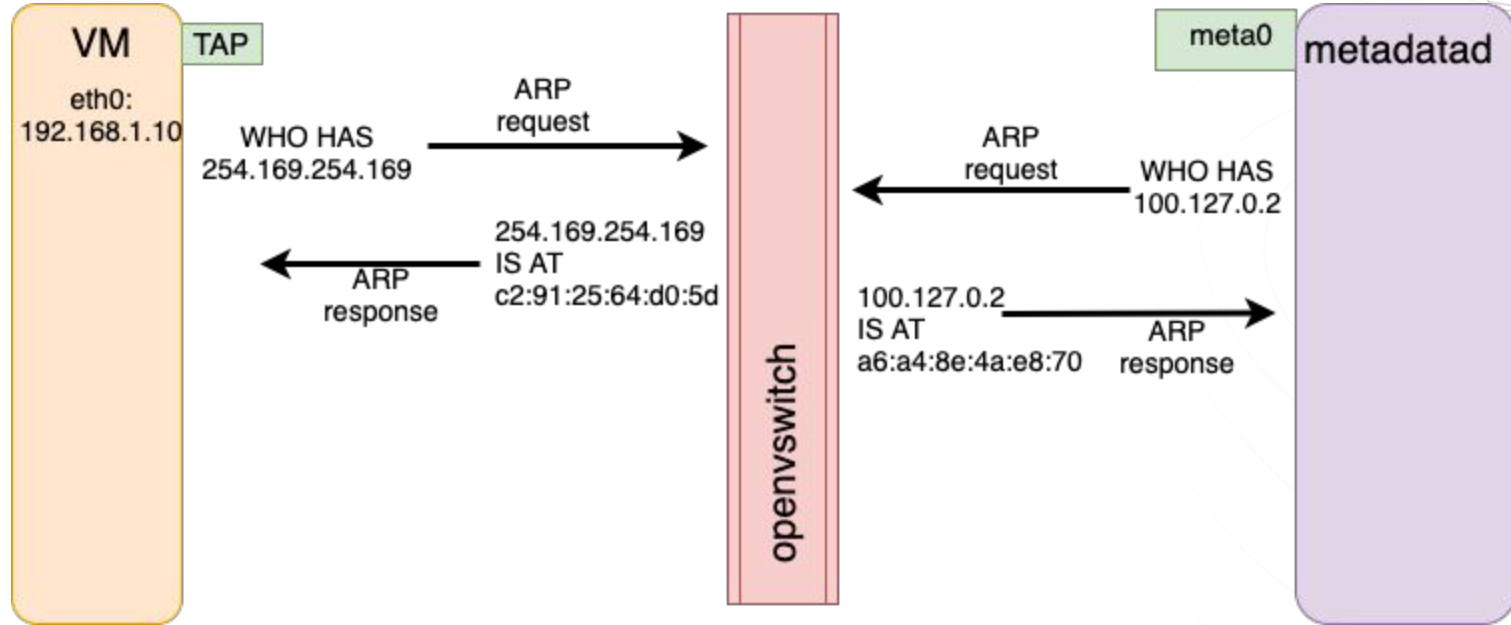 VM
TAP
eth0:
192.168.1.10
WHO HAS
254.169.254.169
ARP
request
254.169.254.169
IS AT
c2:91:25:64:d0:5d
ARP
response
openvswitch
meta0
metadatad
ARP
request
WHO HAS
100.127.0.2
100.127.0.2
IS AT
a6:a4:8e:4a:e8:70
ARP
response